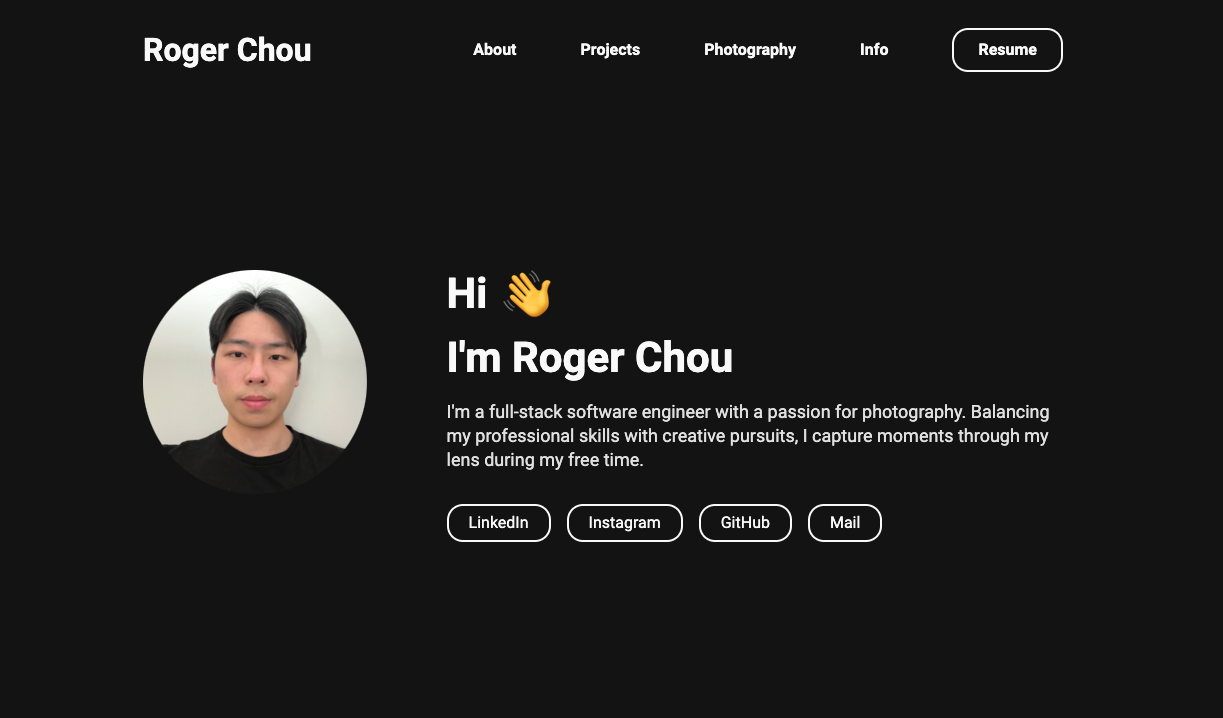 Roger Chou
About Projects Photography Info Resume
Hi 👋
I'm Roger Chou
I'm a full-stack software engineer with a passion for photography. Balancing
my professional skills with creative pursuits, I capture moments through my
lens during my free time.
LinkedIn Instagram GitHub Mail